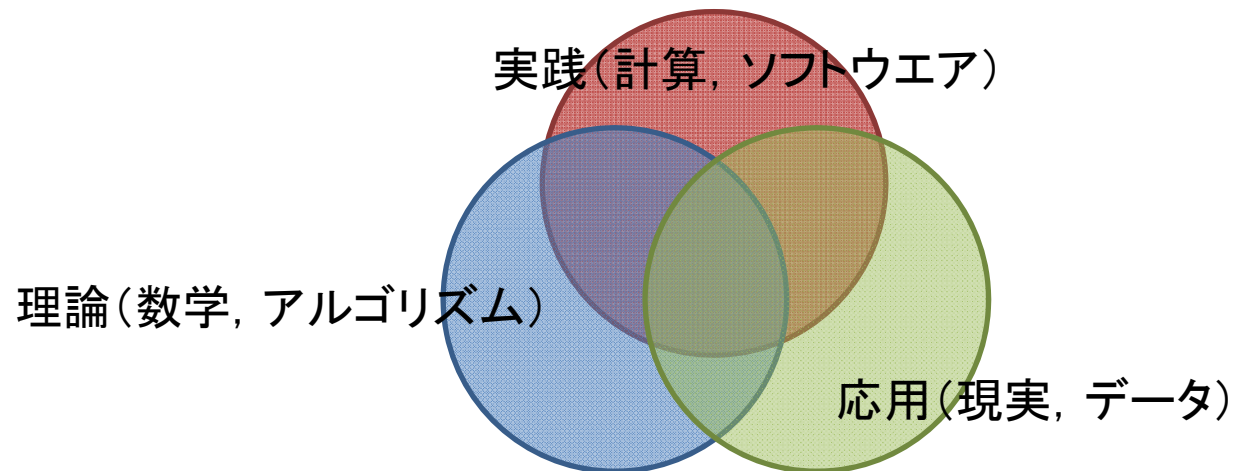 実践(計算, ソフトウエア)
理論(数学, アルゴリズム)
応用(現実, データ)